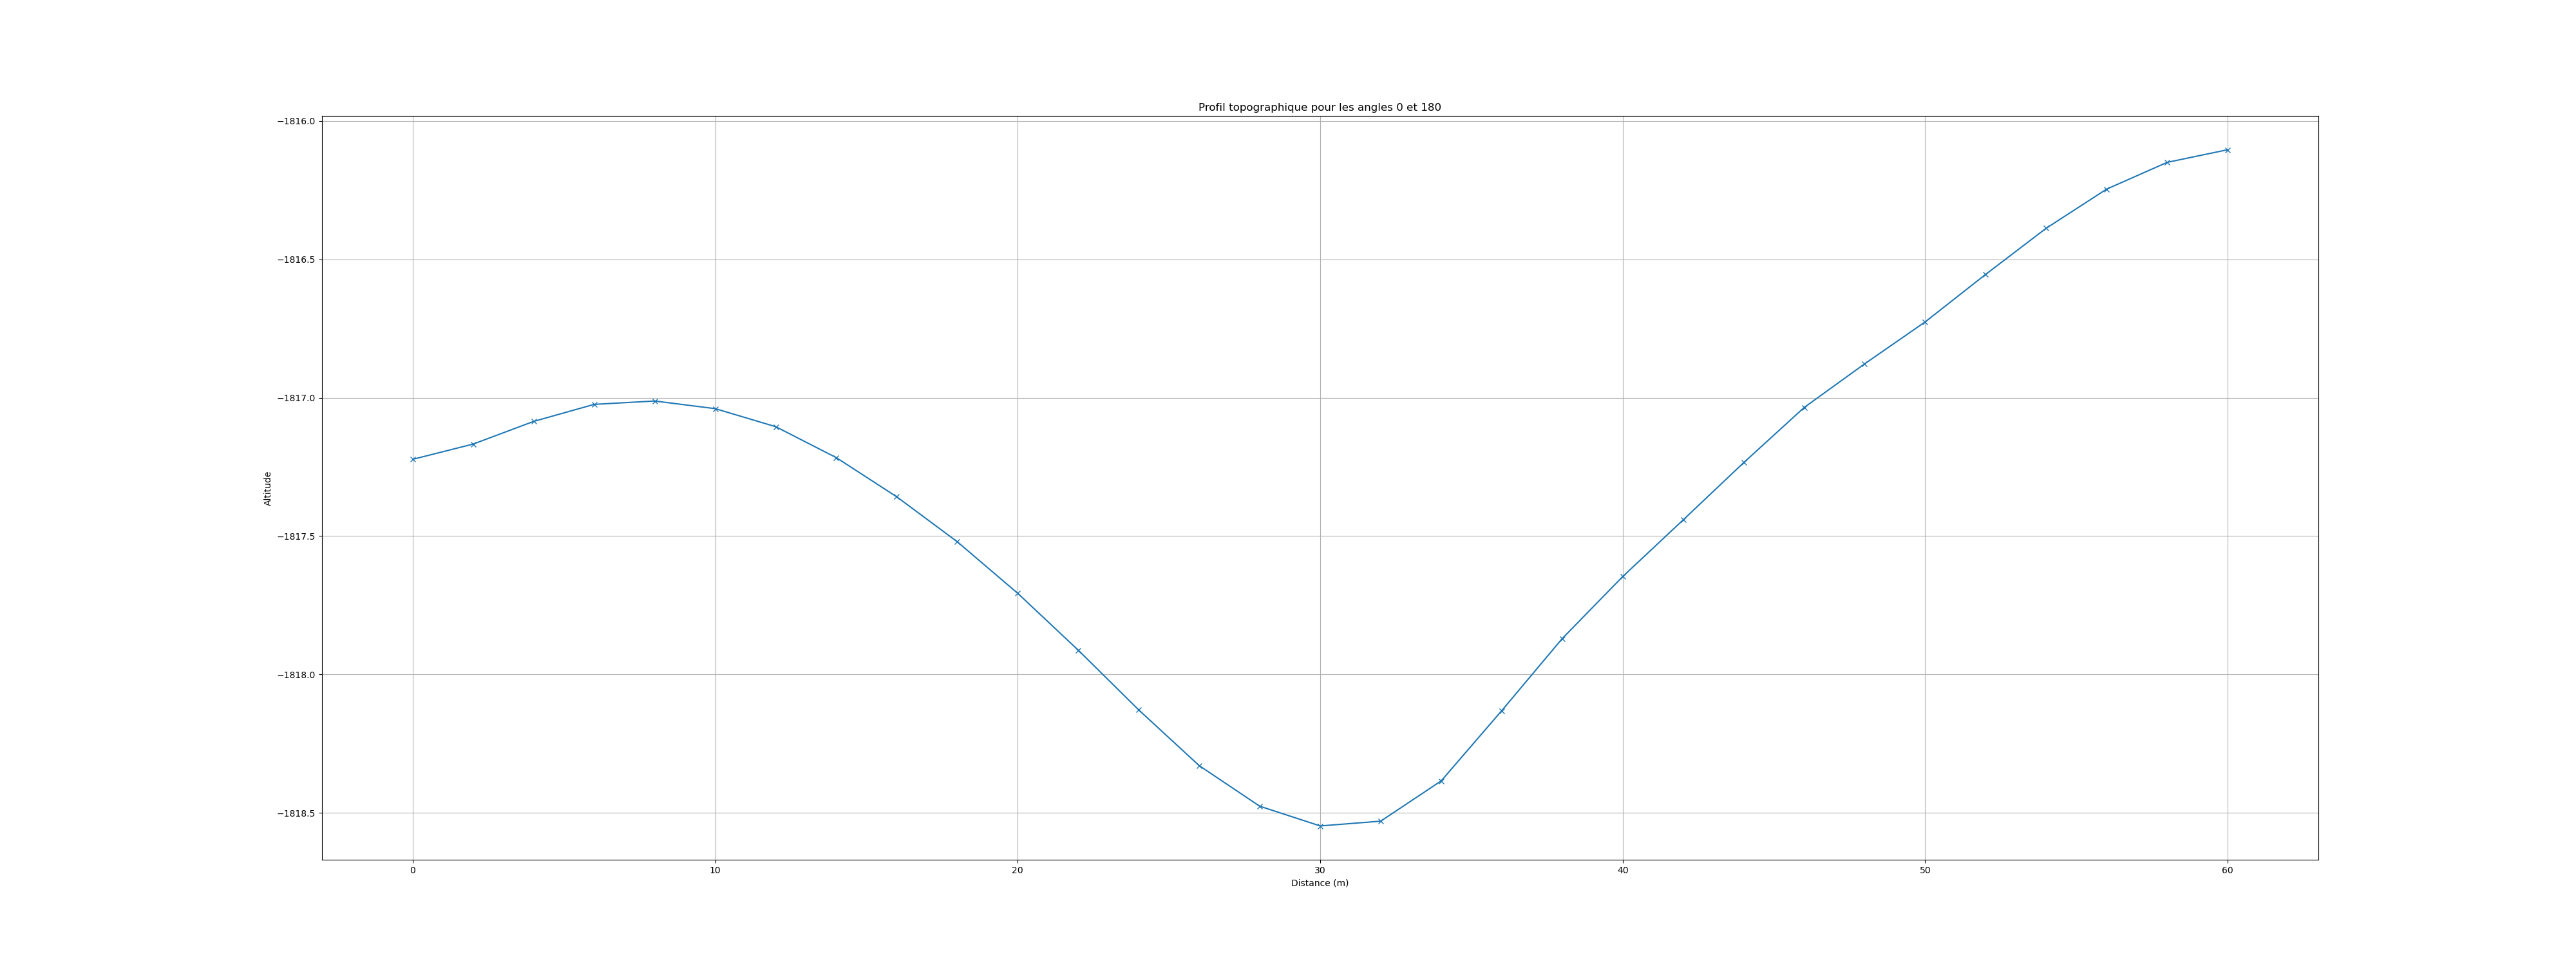 Profil topographique pour les angles 0 et 180
−1816.0
−1816.5
−1817.0
−1817.5
−1818.0
−1818.5
Altitude
0 10 20 30 40 50 60
Distance (m)